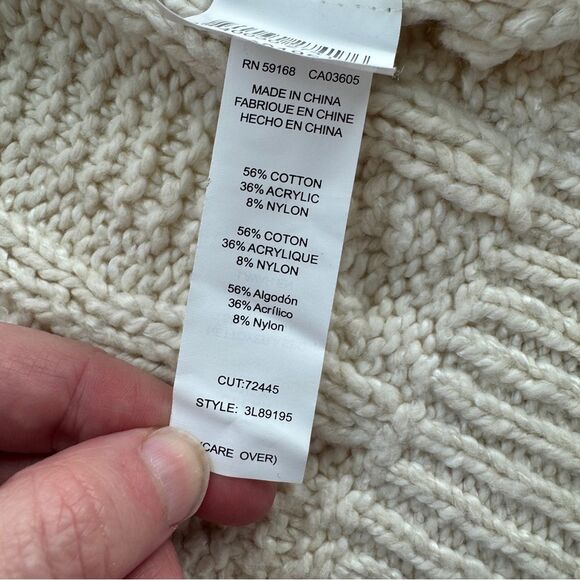 RN 59168 CA03605
MADE IN CHINA
FABRIQUE EN CHINE
HECHO EN CHINA
56% COTTON
36% ACRYLIC
8% NYLON
56% COTON
36% ACRYLIQUE
8% NYLON
56% Algodón
36% Acrílico
8% Nylon
CUT:72445
STYLE: 3L89195
(CARE OVER)